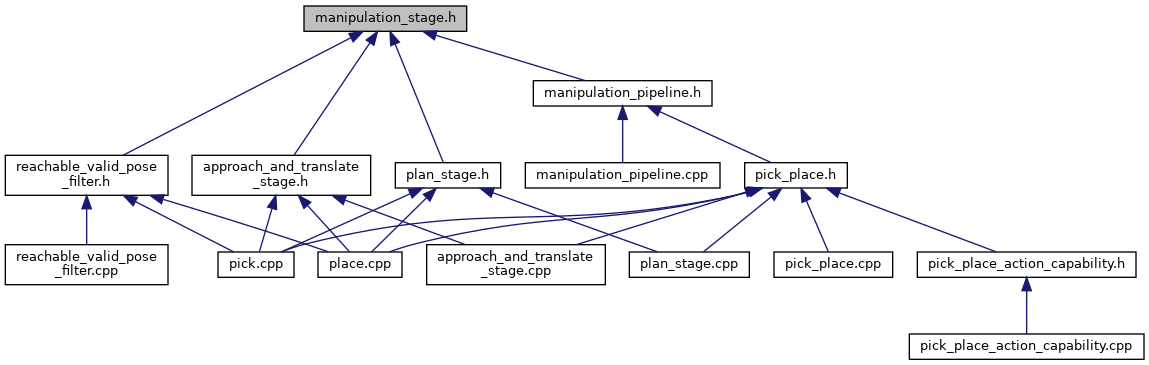 manipulation_stage.h
manipulation_pipeline.h
reachable_valid_pose
_filter.h
approach_and_translate
_stage.h
plan_stage.h
manipulation_pipeline.cpp
pick_place.h
reachable_valid_pose
_filter.cpp
pick.cpp
place.cpp
approach_and_translate
_stage.cpp
plan_stage.cpp
pick_place.cpp
pick_place_action_capability.h
pick_place_action_capability.cpp